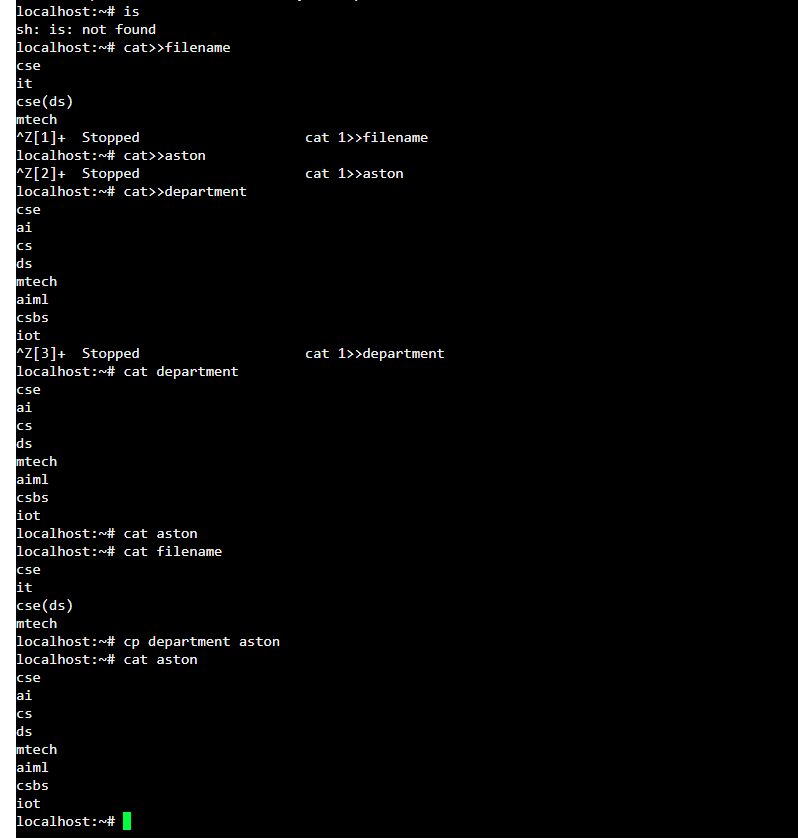 localhost:~# is
sh: is: not found
localhost:~# cat>>filename
cse
it
cse(ds)
mtech
^Z[1]+  Stopped                    cat 1>>filename
localhost:~# cat>>aston
^Z[2]+  Stopped                    cat 1>>aston
localhost:~# cat>>department
cse
ai
cs
ds
mtech
aiml
csbs
iot
^Z[3]+  Stopped                    cat 1>>department
localhost:~# cat department
cse
ai
cs
ds
mtech
aiml
csbs
iot
localhost:~# cat aston
localhost:~# cat filename
cse
it
cse(ds)
mtech
localhost:~# cp department aston
localhost:~# cat aston
cse
ai
cs
ds
mtech
aiml
csbs
iot
localhost:~#